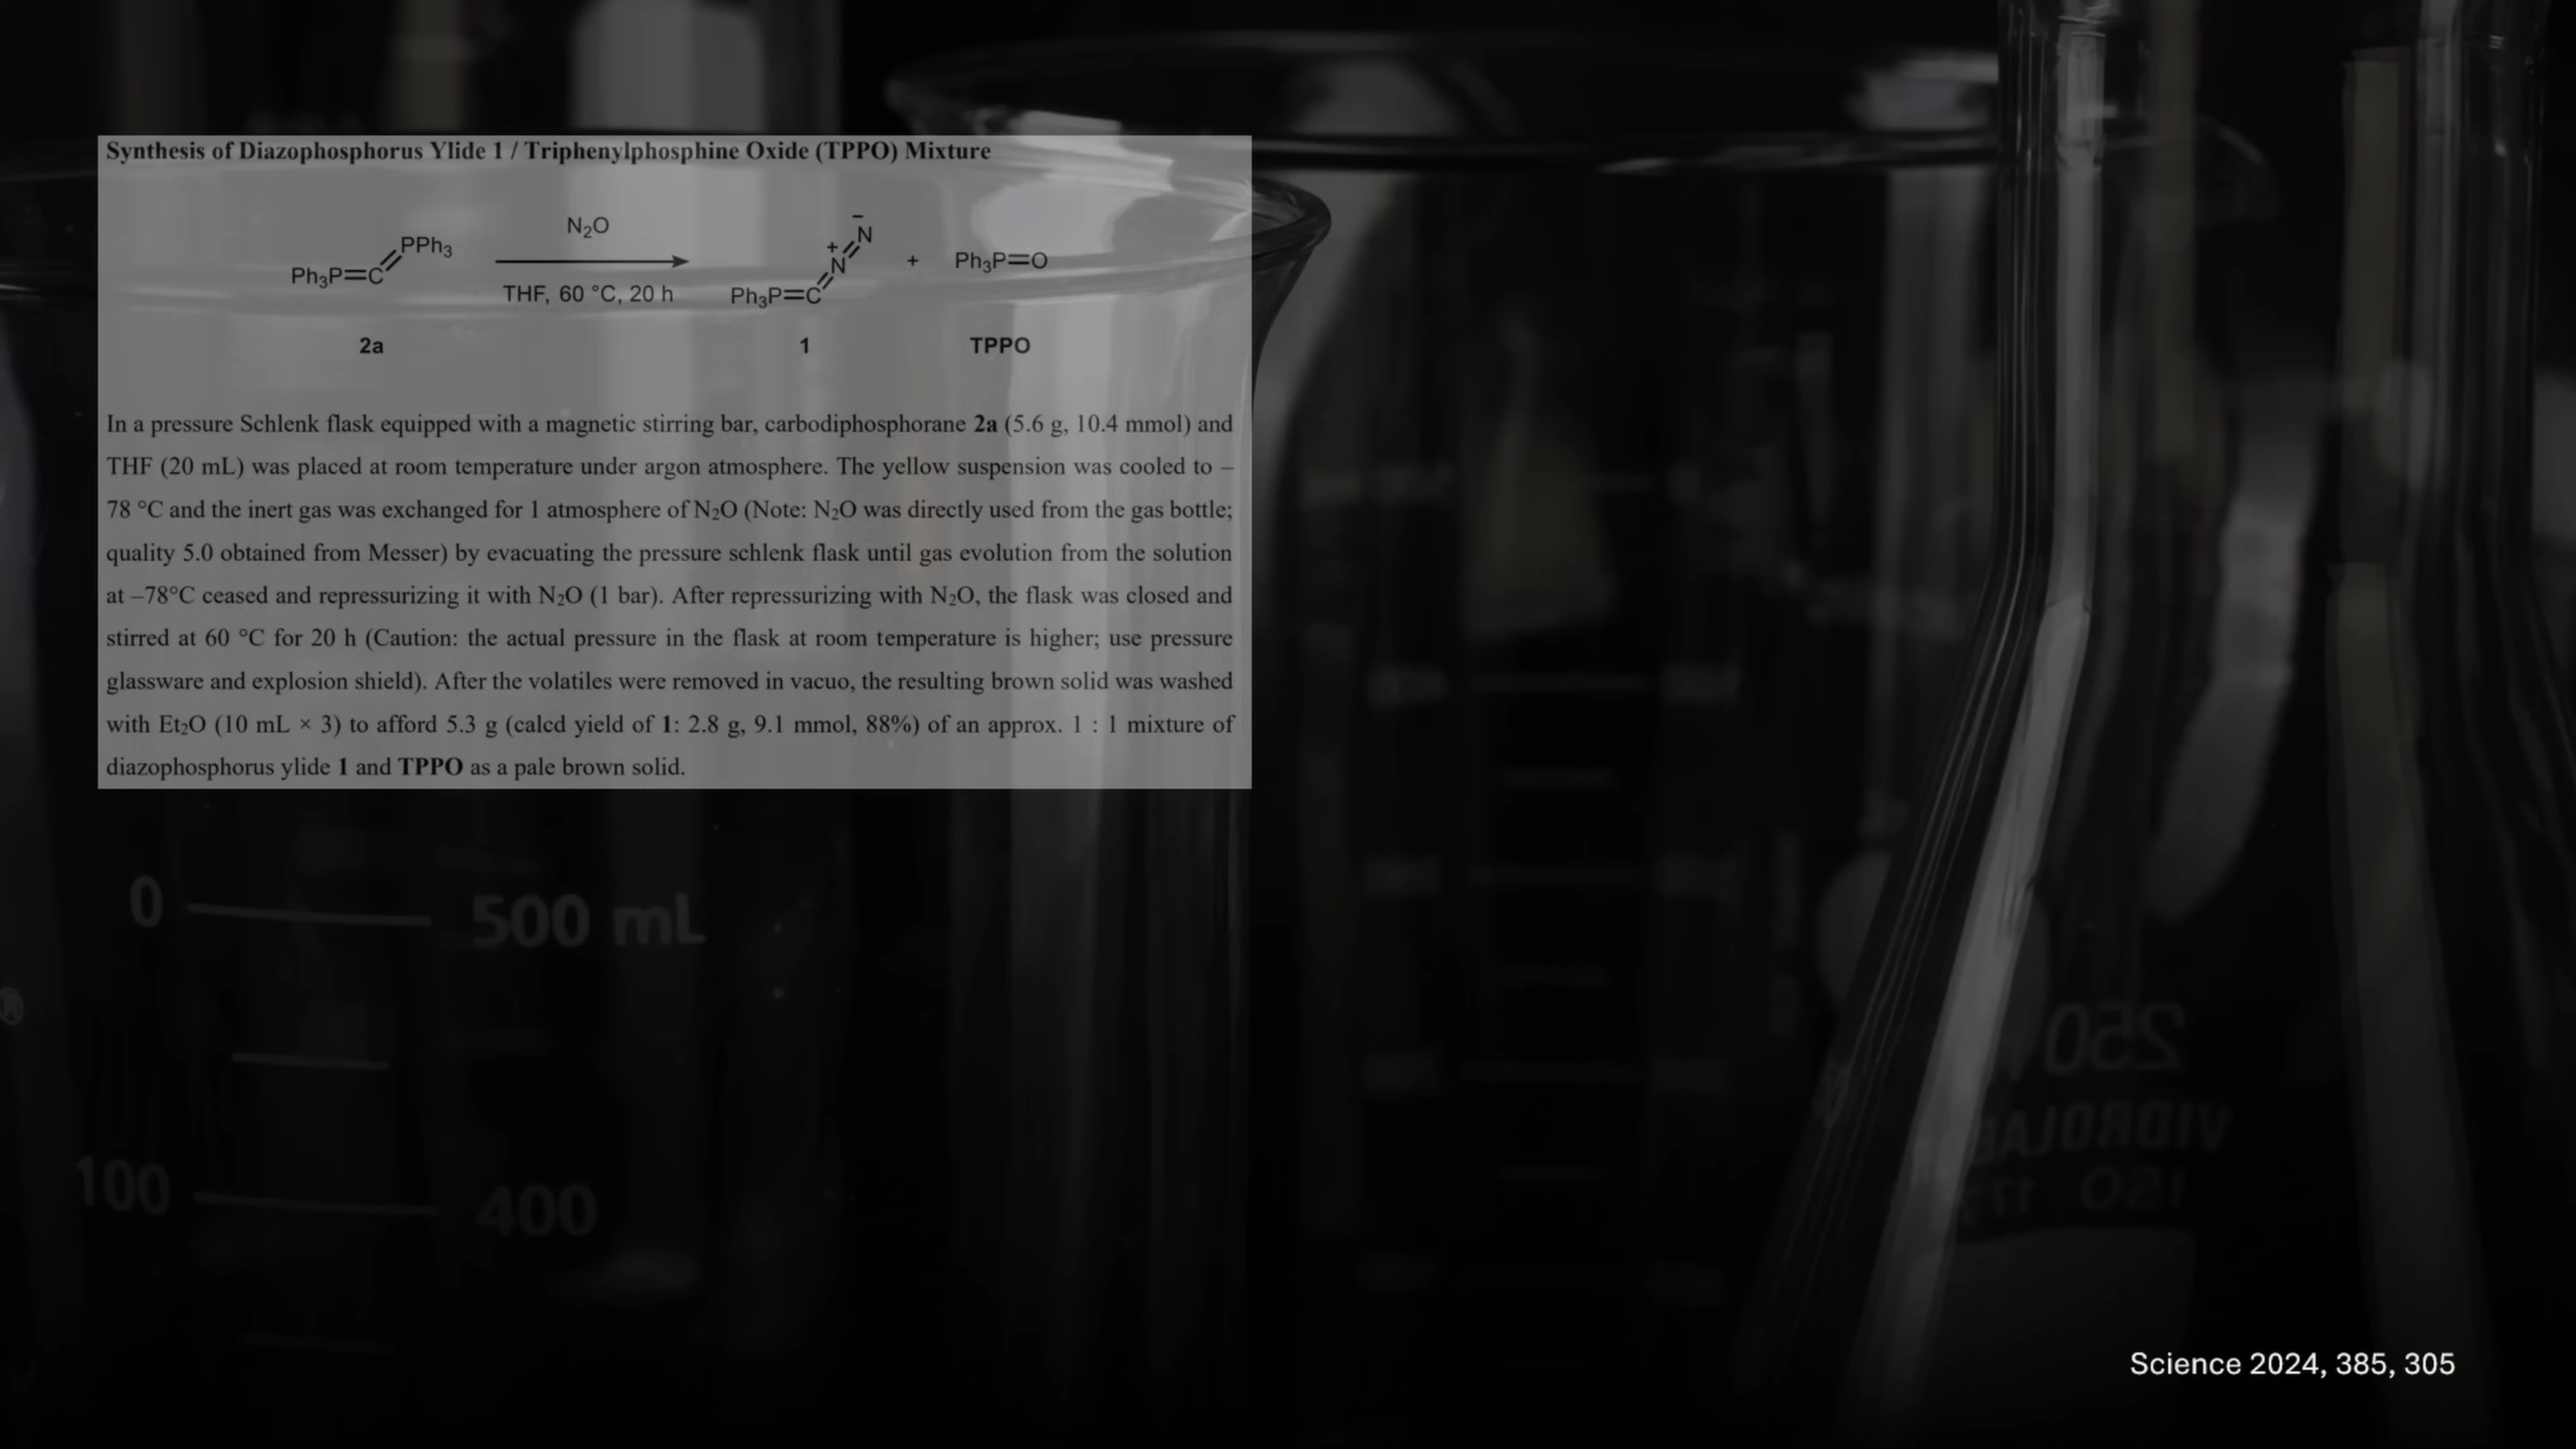 Synthesis of Diazophosphorus Ylide 1 / Triphenylphosphine Oxide (TPPO) Mixture
Ph₃P=C=PPh₃
N₂O
THF, 60 °C, 20 h
Ph₃P=C=N⁺=N⁻
+
Ph₃P=O
2a
1
TPPO
In a pressure Schlenk flask equipped with a magnetic stirring bar, carbodiphosphorane 2a (5.6 g, 10.4 mmol) and
THF (20 mL) was placed at room temperature under argon atmosphere. The yellow suspension was cooled to –
78 °C and the inert gas was exchanged for 1 atmosphere of N₂O (Note: N₂O was directly used from the gas bottle;
quality 5.0 obtained from Messer) by evacuating the pressure schlenk flask until gas evolution from the solution
at –78°C ceased and repressurizing it with N₂O (1 bar). After repressurizing with N₂O, the flask was closed and
stirred at 60 °C for 20 h (Caution: the actual pressure in the flask at room temperature is higher; use pressure
glassware and explosion shield). After the volatiles were removed in vacuo, the resulting brown solid was washed
with Et₂O (10 mL × 3) to afford 5.3 g (calcd yield of 1: 2.8 g, 9.1 mmol, 88%) of an approx. 1 : 1 mixture of
diazophosphorus ylide 1 and TPPO as a pale brown solid.
0
500 mL
®
250
100
400
ISO
Science 2024, 385, 305